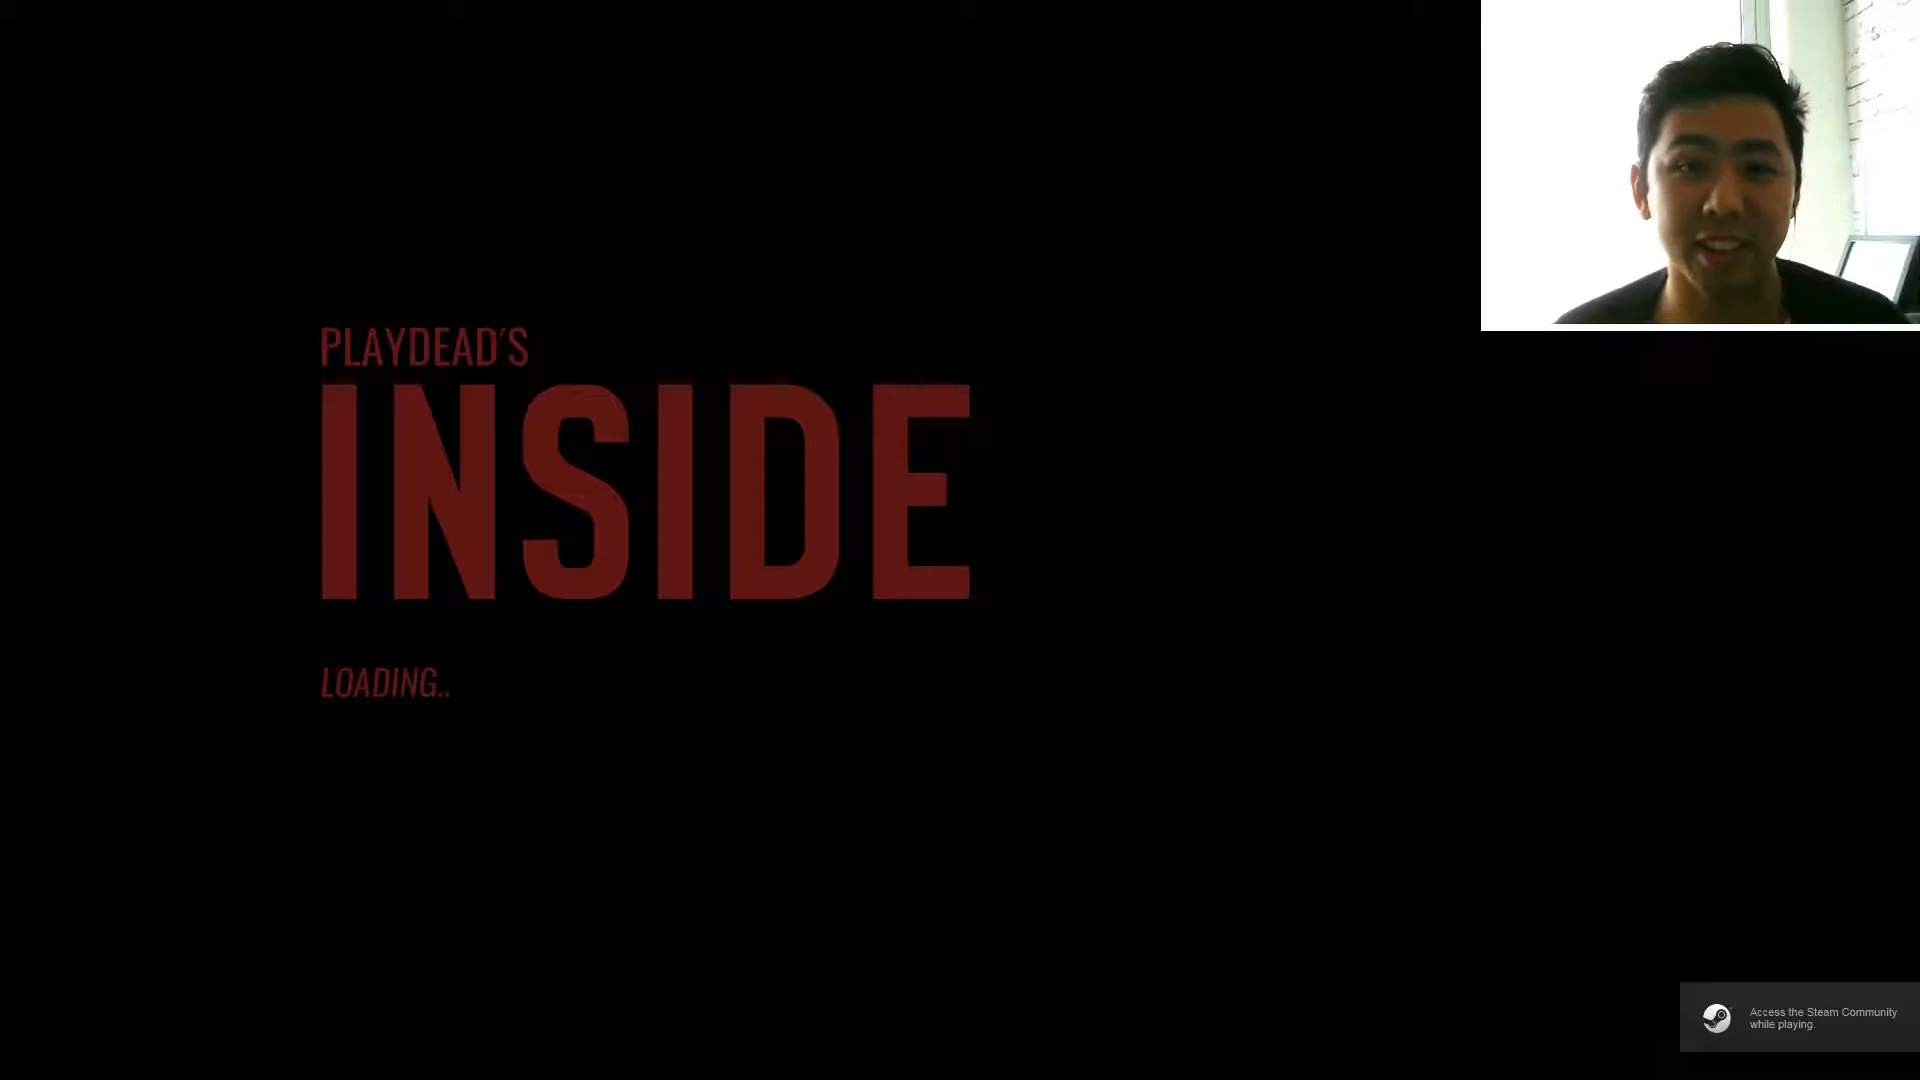 PLAYDEAD'S
INSIDE
LOADING..
Access the Steam Community
while playing.